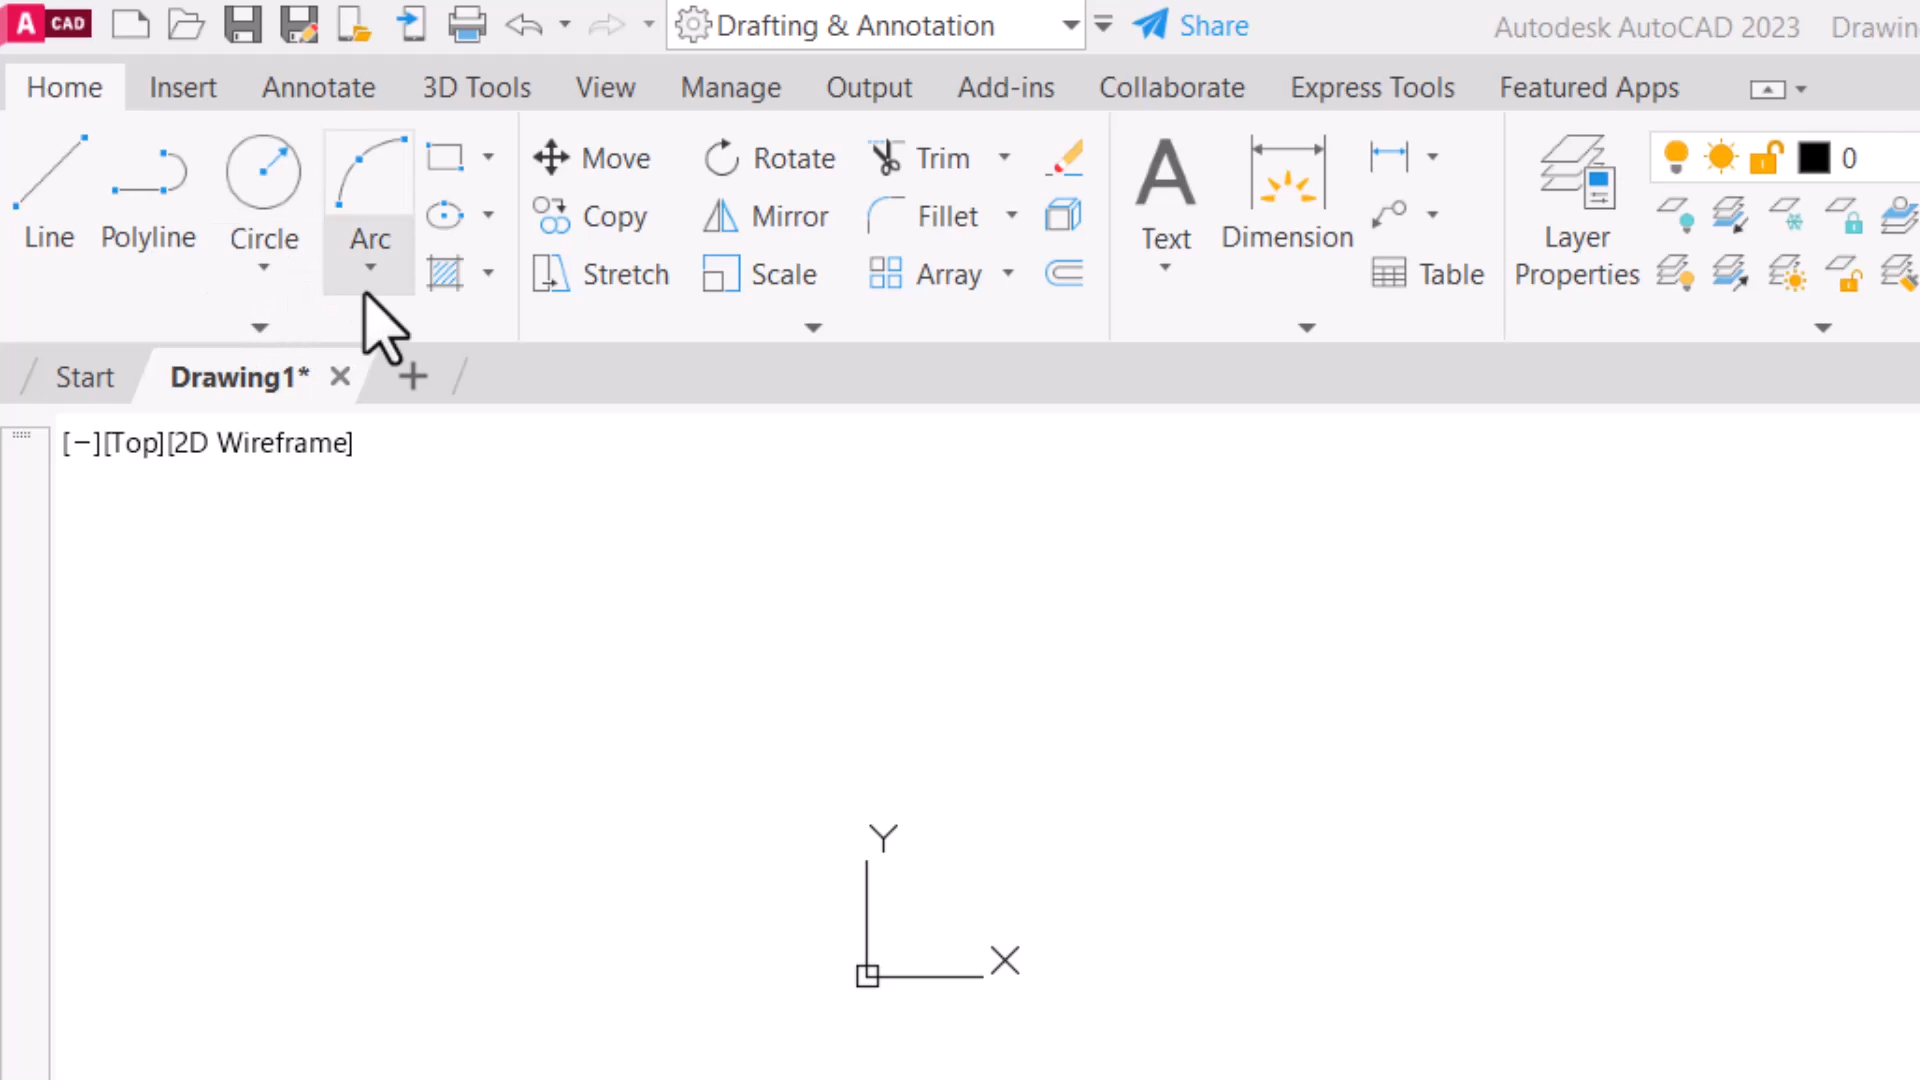 A CAD Drafting & Annotation Share Autodesk AutoCAD 2023 Drawin
Home Insert Annotate 3D Tools View Manage Output Add-ins Collaborate Express Tools Featured Apps
Move Rotate Trim 0
Line Polyline Circle Arc Copy Mirror Fillet A Text Dimension Layer Properties
Stretch Scale Array Table
Start Drawing1*
[−][Top][2D Wireframe]
Y
X